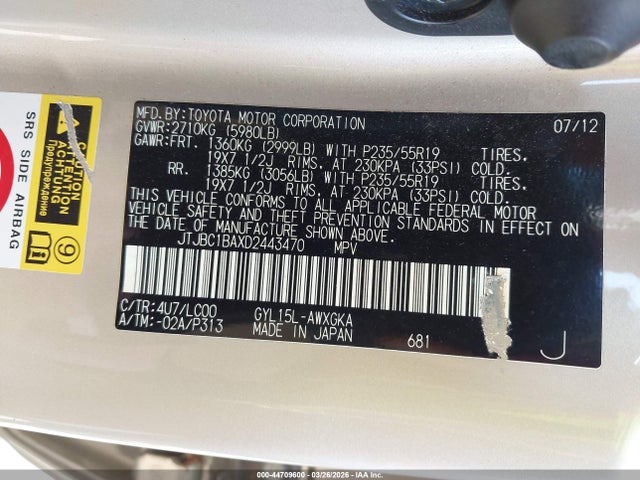 MFD.BY:TOYOTA MOTOR CORPORATION 07/12
GVWR:2710KG (5980LB)
GAWR:FRT. 1360KG (2999LB) WITH P235/55R19 TIRES.
19X7 1/2J RIMS. AT 230KPA (33PSI) COLD.
RR. 1385KG (3056LB) WITH P235/55R19 TIRES.
19X7 1/2J RIMS. AT 230KPA (33PSI) COLD.
THIS VEHICLE CONFORMS TO ALL APPLICABLE FEDERAL MOTOR
VEHICLE SAFETY AND THEFT PREVENTION STANDARDS IN EFFECT
ON THE DATE OF MANUFACTURE SHOWN ABOVE.
JTJBC1BAXD2443470 MPV
C/TR:4U7/LC00 GYL15L-AWXGKA
A/TM:-02A/P313 MADE IN JAPAN 681
J
SRS SIDE AIRBAG
ATTENTION
ACHTUNG
Предупреждение
9
000-44709600 - 03/26/2026 - IAA Inc.